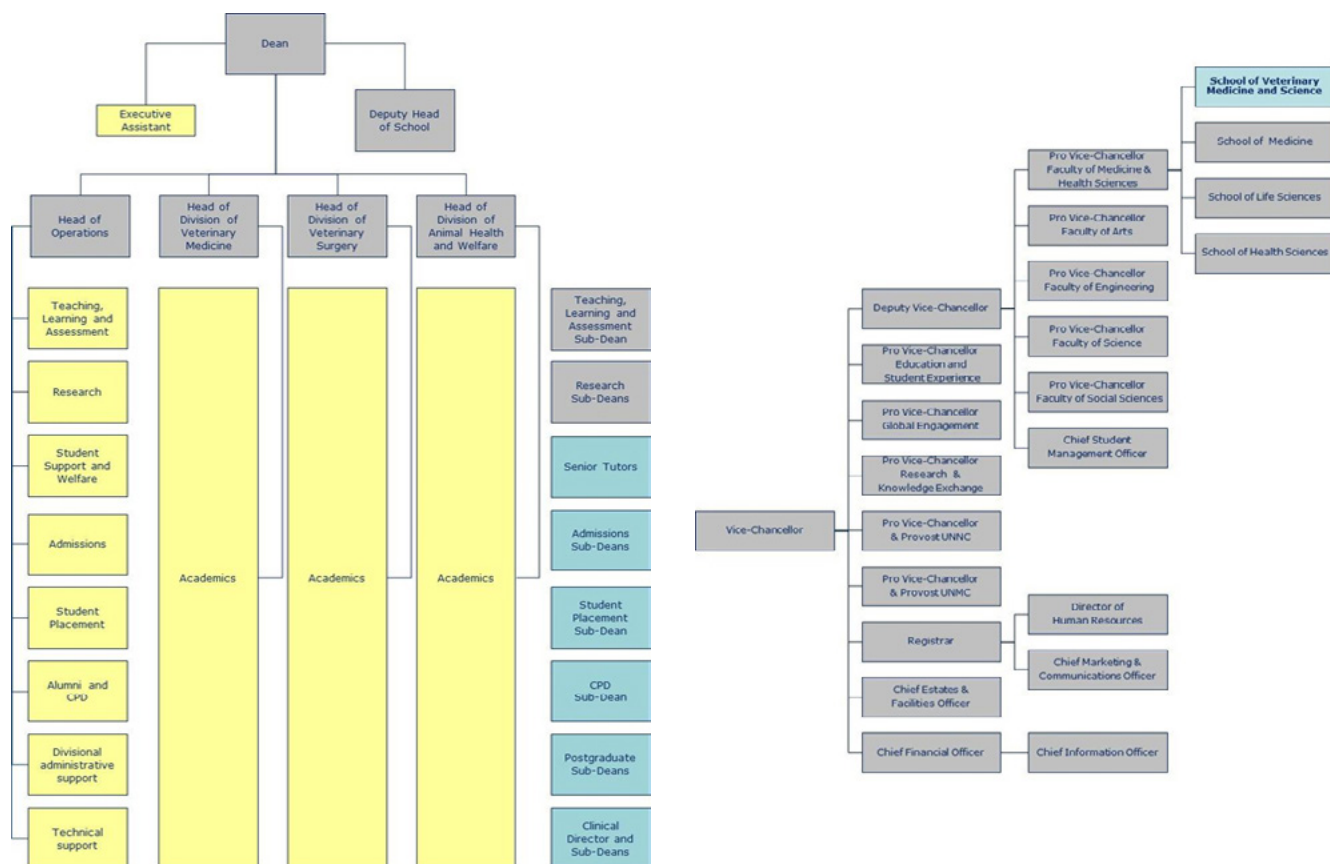 Dean
Executive
Assistant
Deputy Head
of School
Head of
Operations
Head of
Division of
Veterinary
Medicine
Head of
Division of
Veterinary
Surgery
Head of
Division of
Animal Health
and Welfare
Teaching,
Learning and
Assessment
Research
Student
Support and
Welfare
Admissions
Student
Placement
Alumni and
CPD
Divisional
administrative
support
Technical
support
Academics
Academics
Academics
Teaching,
Learning and
Assessment
Sub-Dean
Research
Sub-Deans
Senior Tutors
Admissions
Sub-Deans
Student
Placement
Sub-Dean
CPD
Sub-Dean
Postgraduate
Sub-Deans
Clinical
Director and
Sub-Deans
Vice-Chancellor
Deputy Vice-Chancellor
Pro Vice-Chancellor
Education and
Student Experience
Pro Vice-Chancellor
Global Engagement
Pro Vice-Chancellor
Research &
Knowledge Exchange
Pro Vice-Chancellor
& Provost UNNC
Pro Vice-Chancellor
& Provost UNMC
Registrar
Chief Estates &
Facilities Officer
Chief Financial Officer
Pro Vice-Chancellor
Faculty of Medicine &
Health Sciences
Pro Vice-Chancellor
Faculty of Arts
Pro Vice-Chancellor
Faculty of Engineering
Pro Vice-Chancellor
Faculty of Science
Pro Vice-Chancellor
Faculty of Social Sciences
Chief Student
Management Officer
Director of
Human Resources
Chief Marketing &
Communications Officer
Chief Information Officer
School of Veterinary
Medicine and Science
School of Medicine
School of Life Sciences
School of Health Sciences